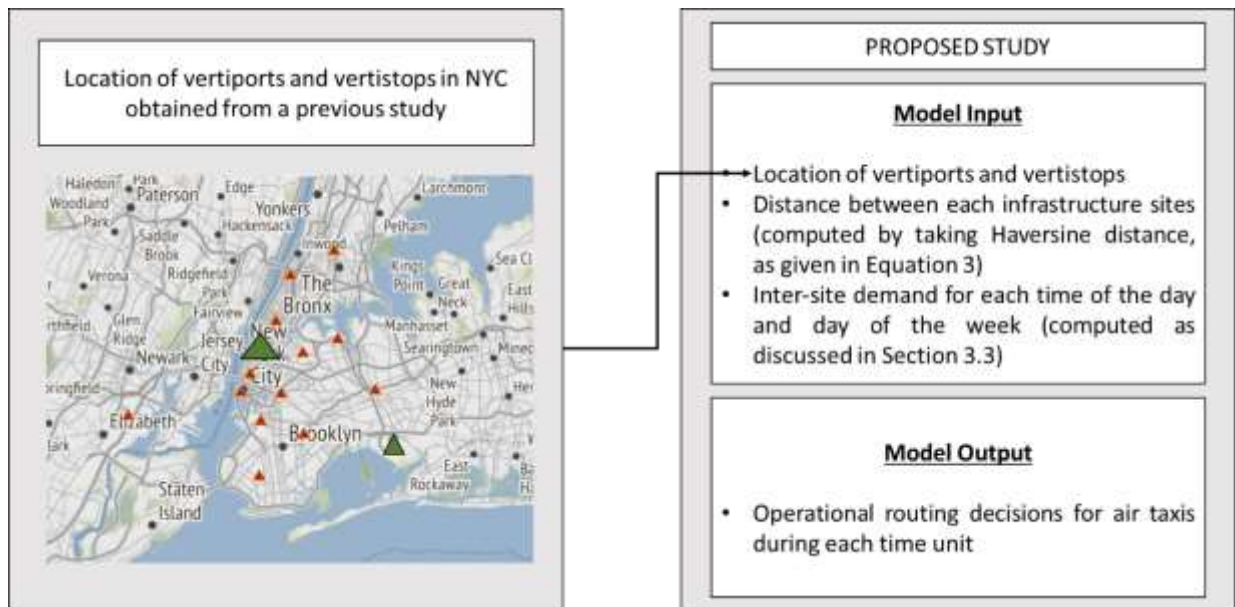 Location of vertiports and vertistops in NYC
obtained from a previous study
Haledon
Park
Paterson
Woodland
Park
Edge
Yonkers
Larchmont
Hackensack
Pelham
Saddle
Brook
Inwood
Verona
Ridgefield
Park
The
Bronx
Kings
Point
Great
Neck
Sea Cl
East
Hills
Glen
Ridge
Fairview
Jersey
City
New
City
Manhasset
Searingtown
Newark
New
Hyde
Park
Elizabeth
Brooklyn
East
Rockaway
Staten
Island
PROPOSED STUDY
Model Input
Location of vertiports and vertistops
• Distance between each infrastructure sites
(computed by taking Haversine distance,
as given in Equation 3)
• Inter-site demand for each time of the day
and day of the week (computed as
discussed in Section 3.3)
Model Output
• Operational routing decisions for air taxis
during each time unit